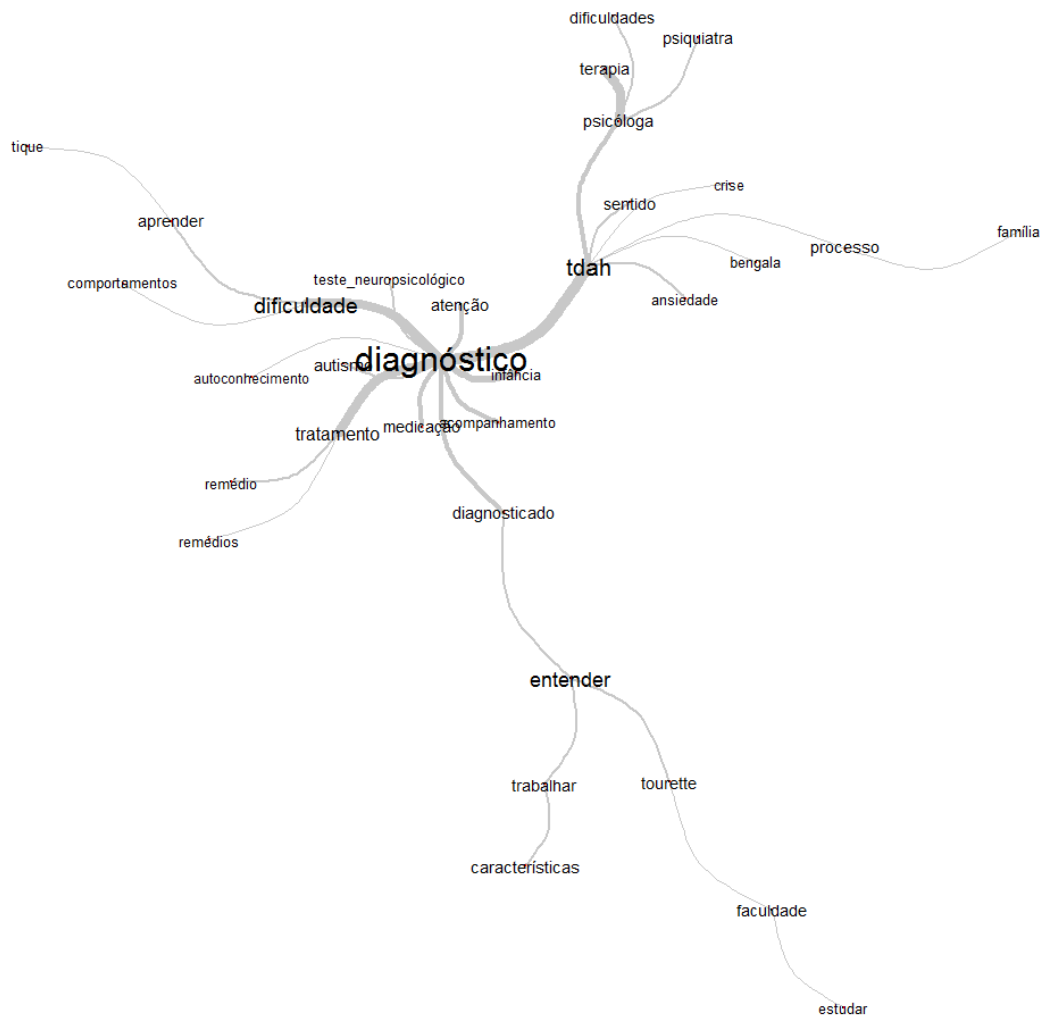 dificuldades
psiquiatra
terapia
psicóloga
tique
crise
sentido
aprender
família
processo
bengala
tdah
teste_neuropsicológico
comportamentos
ansiedade
dificuldade
atenção
diagnóstico
autismo
infância
autoconhecimento
medicação
acompanhamento
tratamento
remédio
diagnosticado
remédios
entender
trabalhar
tourette
características
faculdade
estudar